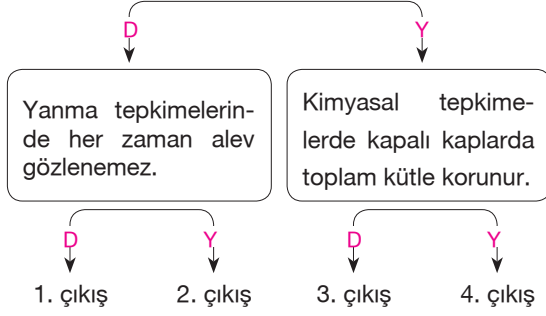 D Y
Yanma tepkimelerin-
de her zaman alev
gözlenemez.
Kimyasal tepkime-
lerde kapalı kaplarda
toplam kütle korunur.
D Y D Y
1. çıkış 2. çıkış 3. çıkış 4. çıkış